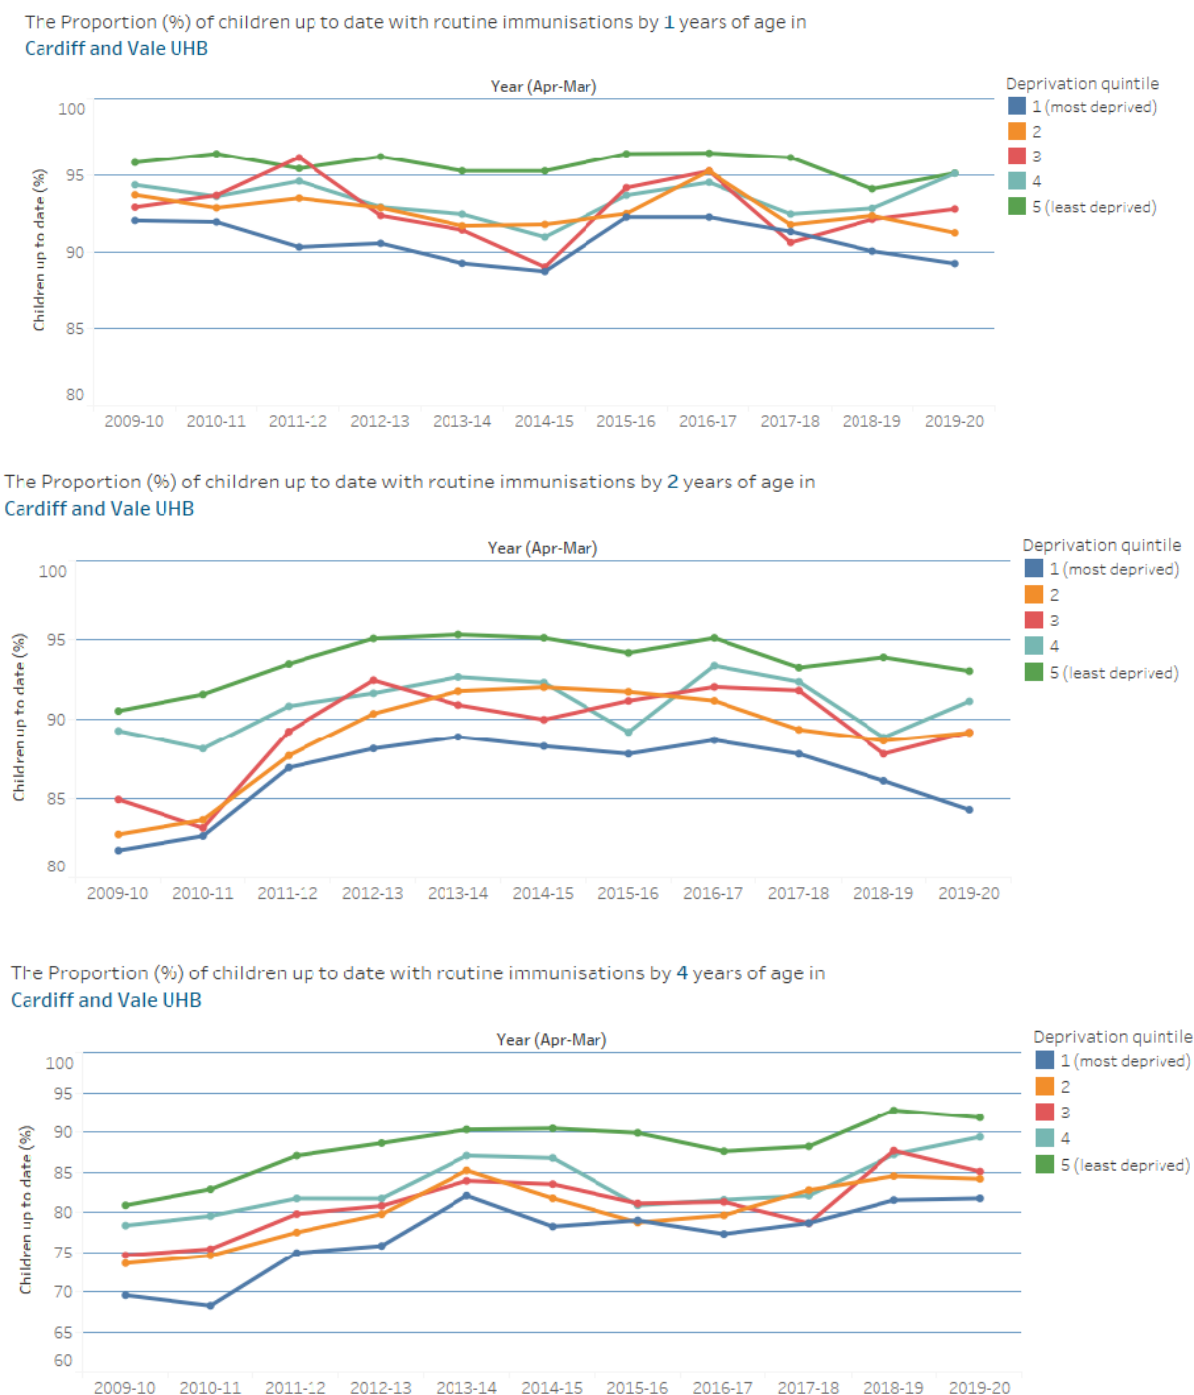 The Proportion (%) of children up to date with routine immunisations by 1 years of age in
Cardiff and Vale UHB
Year (Apr-Mar)
Deprivation quintile
1 (most deprived)
2
3
4
5 (least deprived)
Children up to date (%)
100
95
90
85
80
2009-10 2010-11 2011-12 2012-13 2013-14 2014-15 2015-16 2016-17 2017-18 2018-19 2019-20
The Proportion (%) of children up to date with routine immunisations by 2 years of age in
Cardiff and Vale UHB
Year (Apr-Mar)
Deprivation quintile
1 (most deprived)
2
3
4
5 (least deprived)
Children up to date (%)
100
95
90
85
80
2009-10 2010-11 2011-12 2012-13 2013-14 2014-15 2015-16 2016-17 2017-18 2018-19 2019-20
The Proportion (%) of children up to date with routine immunisations by 4 years of age in
Cardiff and Vale UHB
Year (Apr-Mar)
Deprivation quintile
1 (most deprived)
2
3
4
5 (least deprived)
Children up to date (%)
100
95
90
85
80
75
70
65
60
2009-10 2010-11 2011-12 2012-13 2013-14 2014-15 2015-16 2016-17 2017-18 2018-19 2019-20